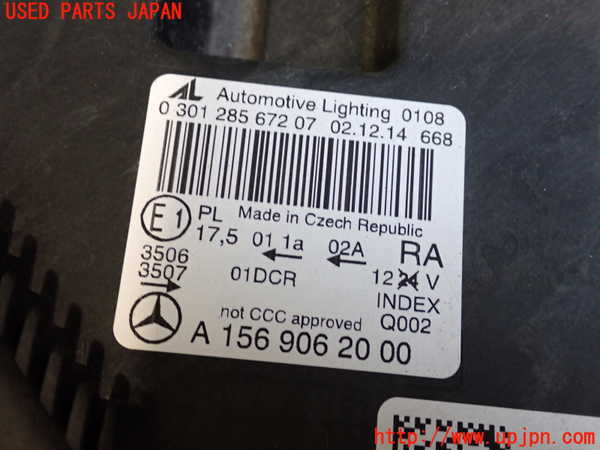 USED PARTS JAPAN
AL Automotive Lighting 0108
0 301 285 672 07 02.12.14 668
E1 PL Made in Czech Republic
17,5 01 1a 02A RA
3506
3507 01DCR 12 24 V
INDEX
not CCC approved Q002
A 156 906 20 00
http://www.upjpn.com/